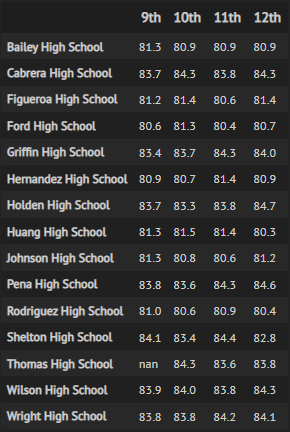 9th 10th 11th 12th
Bailey High School 81.3 80.9 80.9 80.9
Cabrera High School 83.7 84.3 83.8 84.3
Figueroa High School 81.2 81.4 80.6 81.4
Ford High School 80.6 81.3 80.4 80.7
Griffin High School 83.4 83.7 84.3 84.0
Hernandez High School 80.9 80.7 81.4 80.9
Holden High School 83.7 83.3 83.8 84.7
Huang High School 81.3 81.5 81.4 80.3
Johnson High School 81.3 80.8 80.6 81.2
Pena High School 83.8 83.6 84.3 84.6
Rodriguez High School 81.0 80.6 80.9 80.4
Shelton High School 84.1 83.4 84.4 82.8
Thomas High School nan 84.3 83.6 83.8
Wilson High School 83.9 84.0 83.8 84.3
Wright High School 83.8 83.8 84.2 84.1